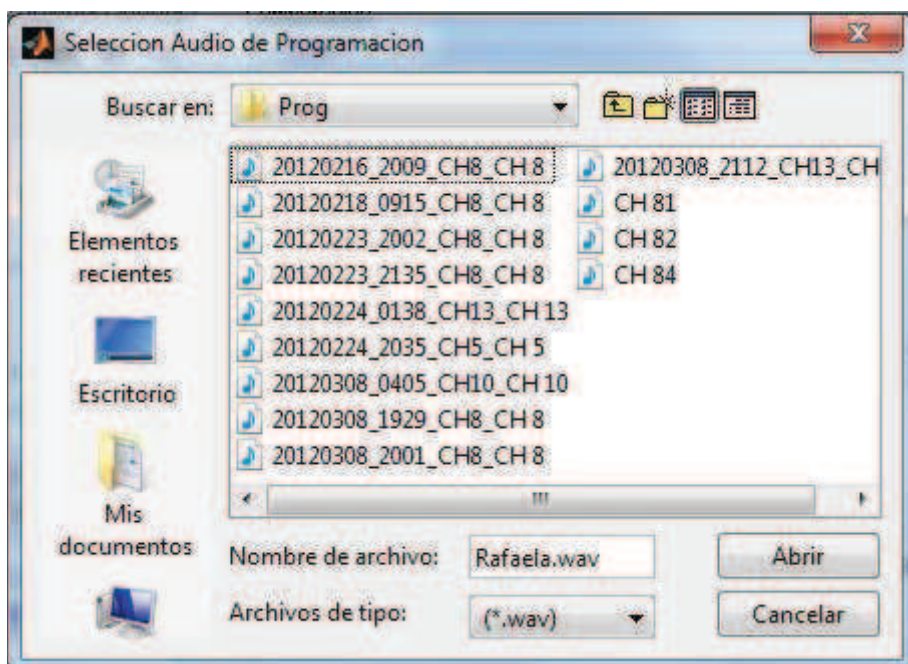 Seleccion Audio de Programacion
Buscar en:
Prog
Elementos
recientes
Escritorio
Mis
documentos
20120216_2009_CH8_CH 8
20120218_0915_CH8_CH 8
20120223_2002_CH8_CH 8
20120223_2135_CH8_CH 8
20120224_0138_CH13_CH 13
20120224_2035_CH5_CH 5
20120308_0405_CH10_CH 10
20120308_1929_CH8_CH 8
20120308_2001_CH8_CH 8
20120308_2112_CH13_CH
CH 81
CH 82
CH 84
Nombre de archivo:
Rafaela.wav
Abrir
Archivos de tipo:
(*.wav)
Cancelar